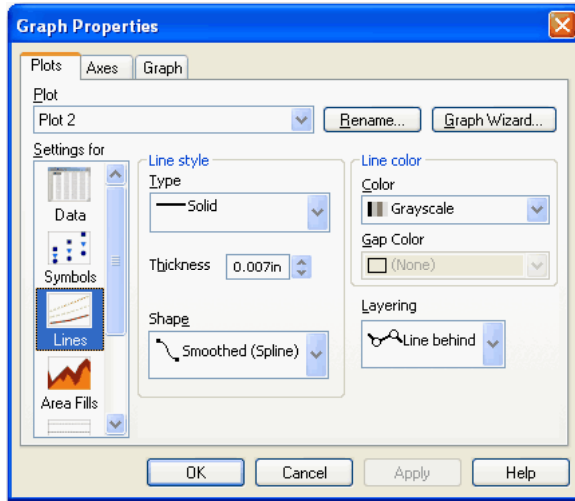 Graph Properties
Plots Axes Graph
Plot
Plot 2 Rename... Graph Wizard...
Settings for
Data
Symbols
Lines
Area Fills
Line style
Type
Solid
Thickness 0.007in
Shape
Smoothed (Spline)
Line color
Color
Grayscale
Gap Color
(None)
Layering
Line behind
OK Cancel Apply Help